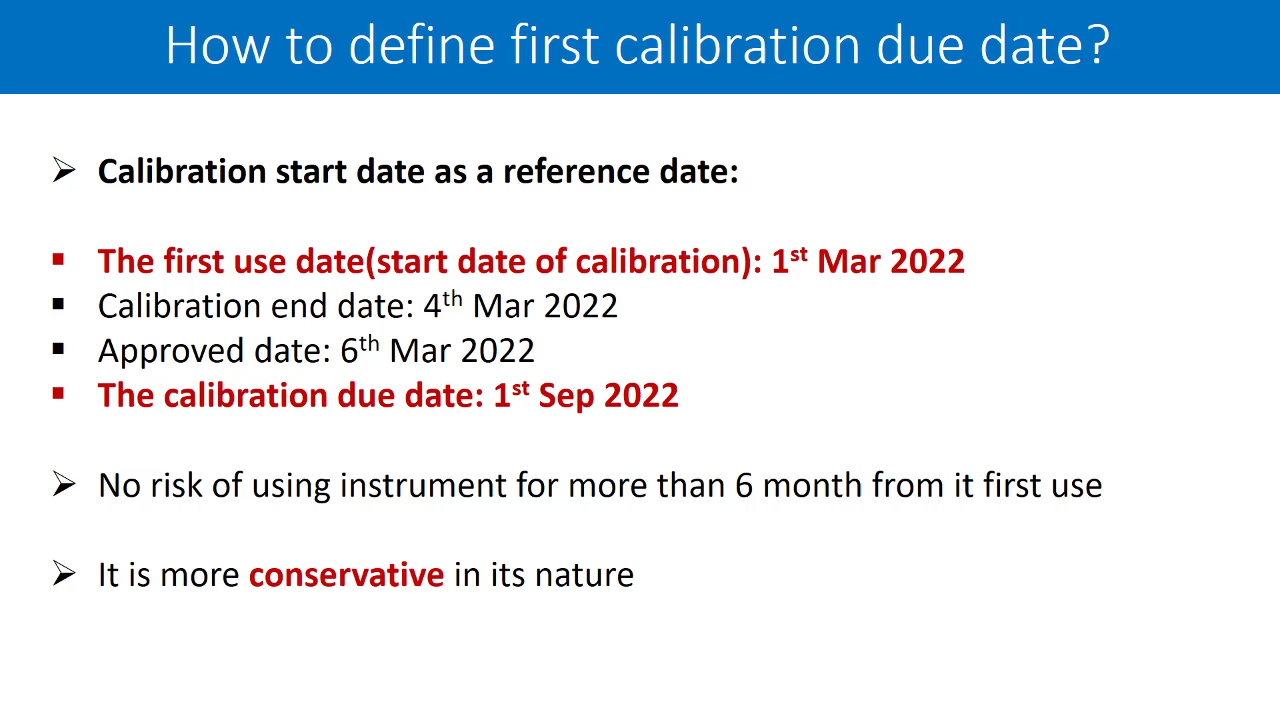 How to define first calibration due date?
➢ Calibration start date as a reference date:
▪ The first use date(start date of calibration): 1st Mar 2022
▪ Calibration end date: 4th Mar 2022
▪ Approved date: 6th Mar 2022
▪ The calibration due date: 1st Sep 2022
➢ No risk of using instrument for more than 6 month from it first use
➢ It is more conservative in its nature